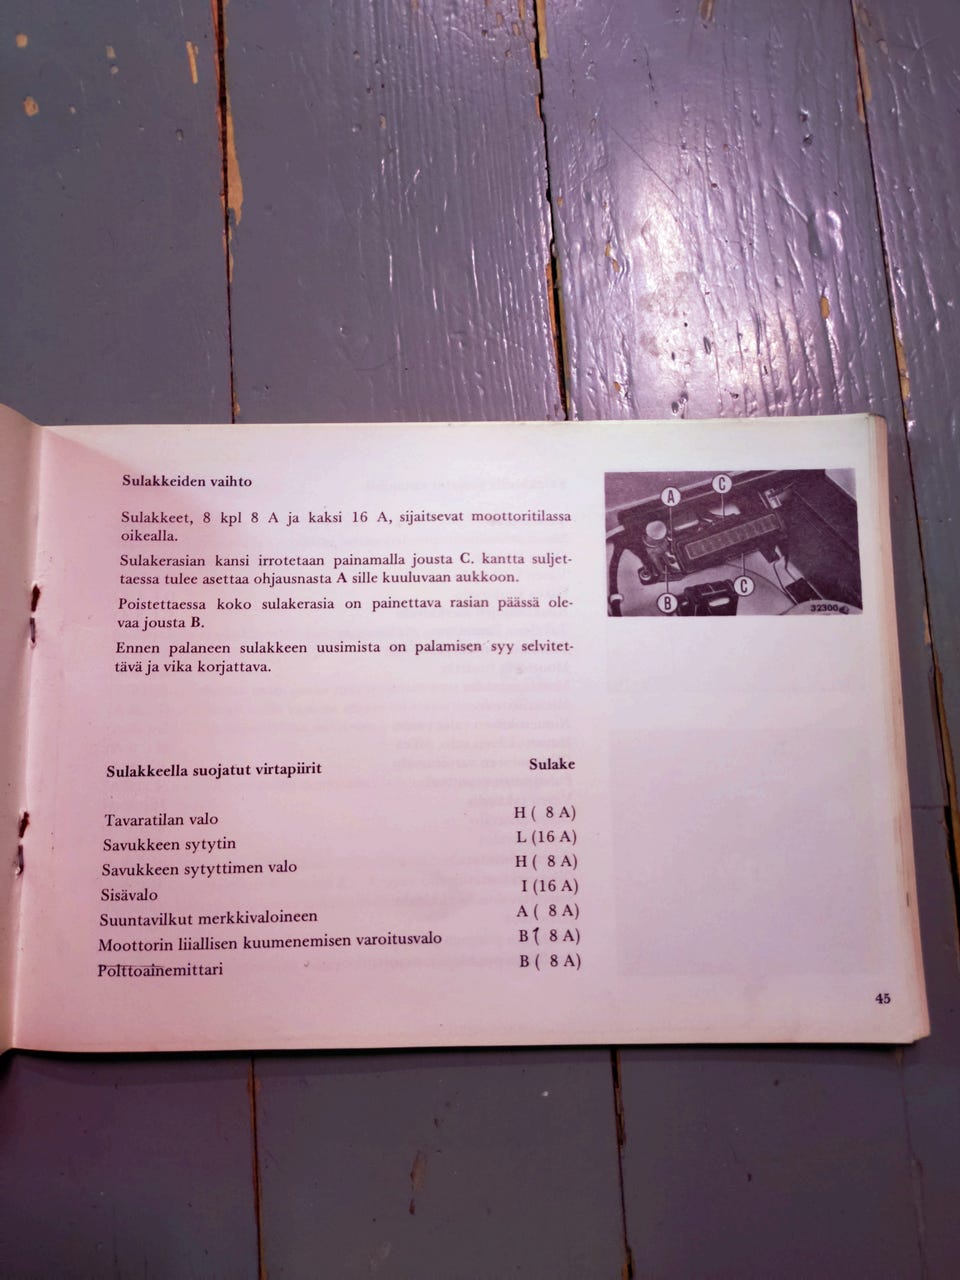 Sulakkeiden vaihto
Sulakkeet, 8 kpl 8 A ja kaksi 16 A, sijaitsevat moottoritilassa
oikealla.
Sulakerasian kansi irrotetaan painamalla jousta C. kantta suljet-
taessa tulee asettaa ohjausnasta A sille kuuluvaan aukkoon.
Poistettaessa koko sulakerasia on painettava rasian päässä ole-
vaa jousta B.
Ennen palaneen sulakkeen uusimista on palamisen syy selvitet-
tävä ja vika korjattava.
A C
B C
32300
Sulakkeella suojatut virtapiirit Sulake
Tavaratilan valo H ( 8 A)
Savukkeen sytytin L (16 A)
Savukkeen sytyttimen valo H ( 8 A)
Sisävalo I (16 A)
Suuntavilkut merkkivaloineen A ( 8 A)
Moottorin liiallisen kuumenemisen varoitusvalo B ( 8 A)
Polttoainemittari B ( 8 A)
45